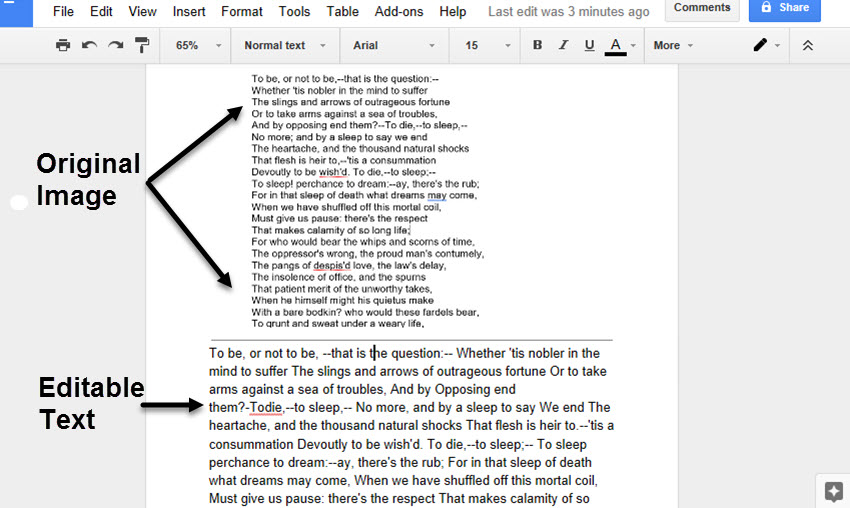 File Edit View Insert Format Tools Table Add-ons Help Last edit was 3 minutes ago Comments Share
65% Normal text Arial 15 B I U A More
To be, or not to be,--that is the question:--
Whether 'tis nobler in the mind to suffer
The slings and arrows of outrageous fortune
Or to take arms against a sea of troubles,
And by opposing end them?--To die,--to sleep,--
No more; and by a sleep to say we end
The heartache, and the thousand natural shocks
That flesh is heir to,--'tis a consummation
Devoutly to be wish'd. To die,--to sleep:--
To sleep! perchance to dream:--ay, there's the rub;
For in that sleep of death what dreams may come,
When we have shuffled off this mortal coil,
Must give us pause: there's the respect
That makes calamity of so long life;
For who would bear the whips and scorns of time,
The oppressor's wrong, the proud man's contumely,
The pangs of despis'd love, the law's delay,
The insolence of office, and the spurns
That patient merit of the unworthy takes,
When he himself might his quietus make
With a bare bodkin? who would these fardels bear,
To grunt and sweat under a weary life,
Original
Image
To be, or not to be, --that is the question:-- Whether 'tis nobler in the
mind to suffer The slings and arrows of outrageous fortune Or to take
arms against a sea of troubles, And by Opposing end
them?-Todie,--to sleep,-- No more, and by a sleep to say We end The
heartache, and the thousand natural shocks That flesh is heir to.--'tis a
consummation Devoutly to be wish'd. To die,--to sleep;-- To sleep
perchance to dream:--ay, there's the rub; For in that sleep of death
what dreams may come, When we have shuffled off this mortal coil,
Must give us pause: there's the respect That makes calamity of so
Editable
Text